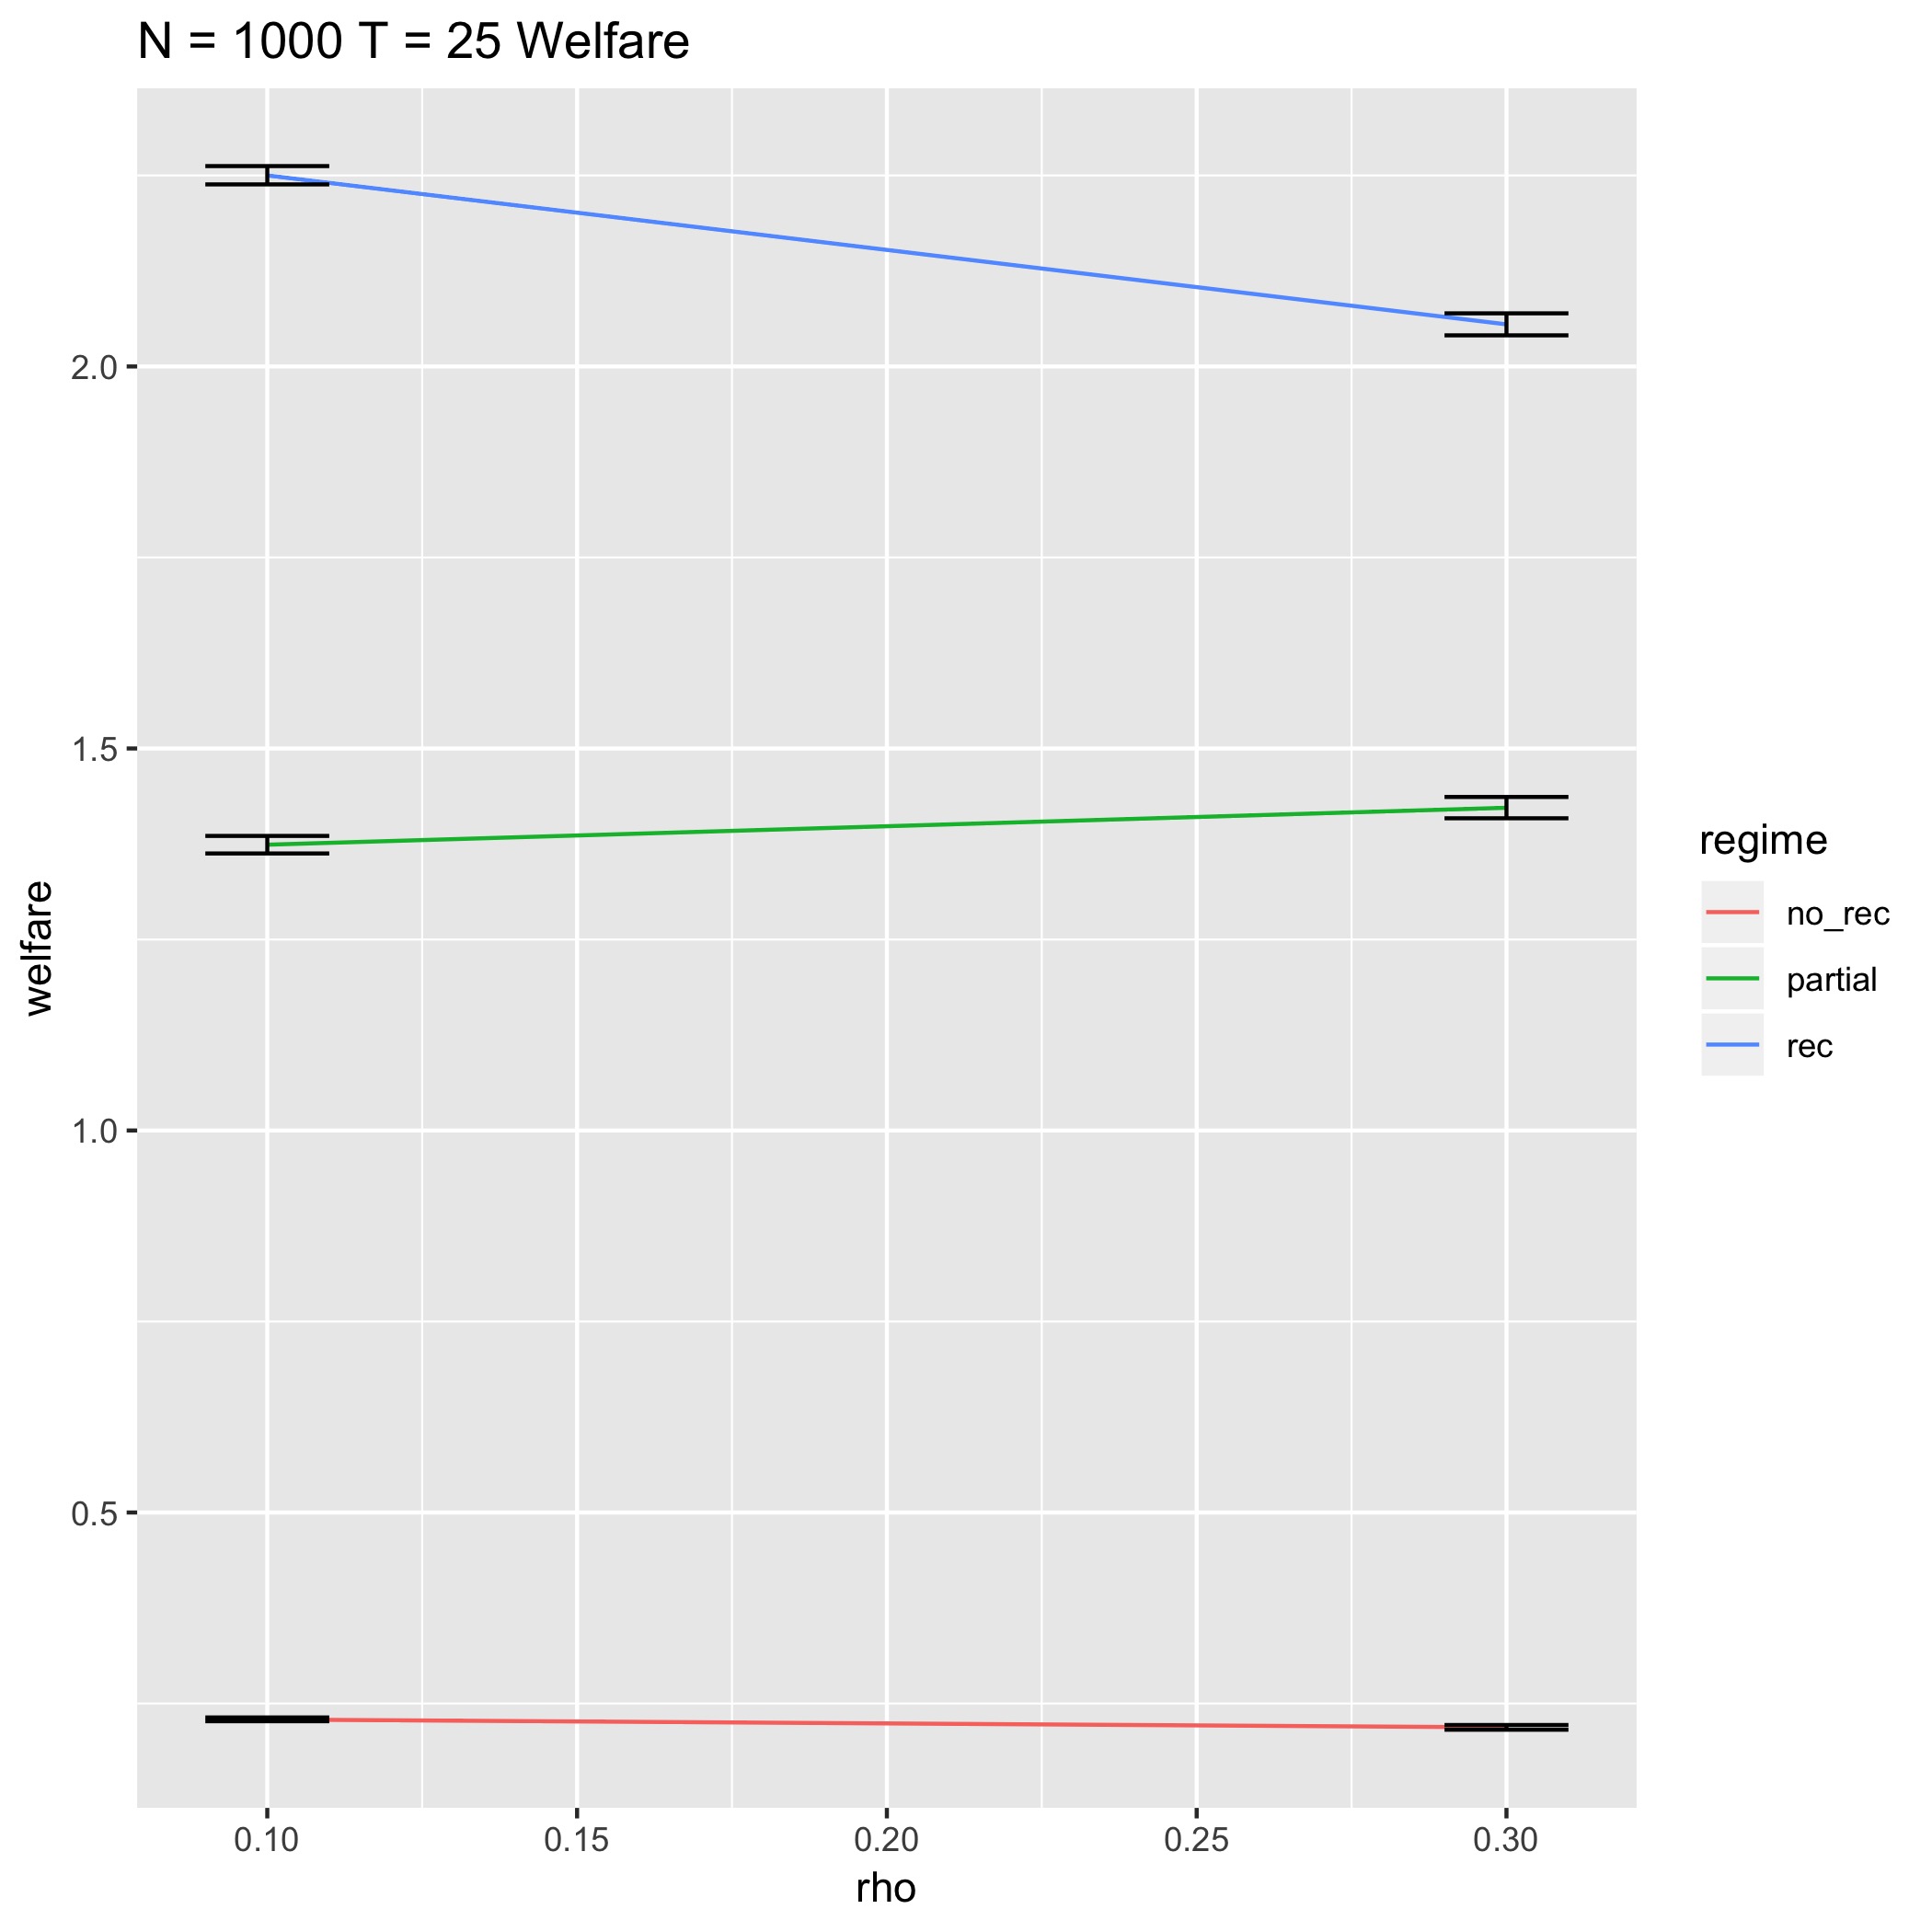 N = 1000 T = 25 Welfare
welfare
2.0
1.5
1.0
0.5
0.10 0.15 0.20 0.25 0.30
rho
regime
no_rec
partial
rec